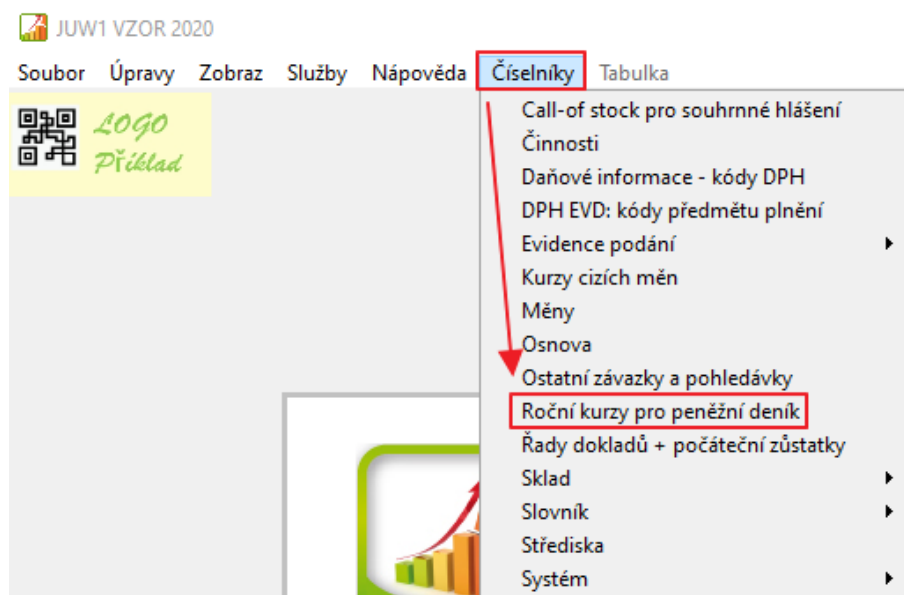 JUW1 VZOR 2020
Soubor Úpravy Zobraz Služby Nápověda Číselníky Tabulka
LOGO
Příklad
Call-of stock pro souhrnné hlášení
Činnosti
Daňové informace - kódy DPH
DPH EVD: kódy předmětu plnění
Evidence podání
Kurzy cizích měn
Měny
Osnova
Ostatní závazky a pohledávky
Roční kurzy pro peněžní deník
Řady dokladů + počáteční zůstatky
Sklad
Slovník
Střediska
Systém